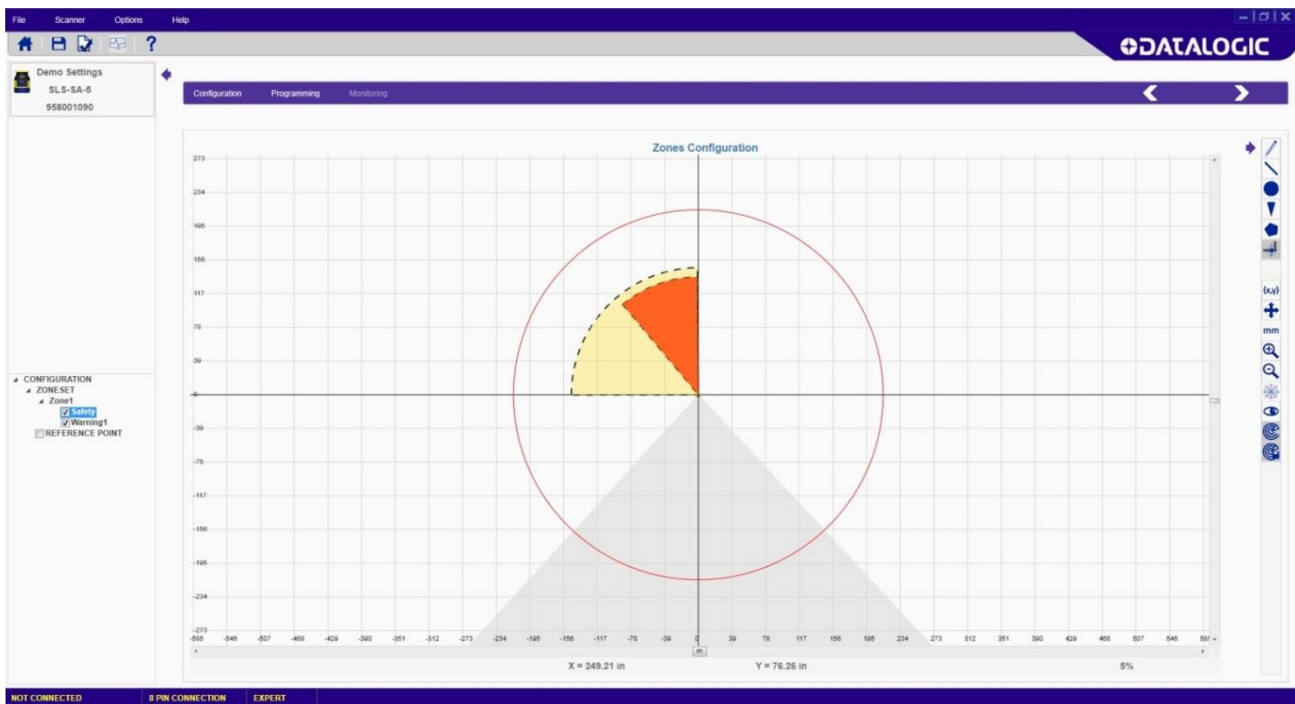 File Scanner Options Help
DATALOGIC
Demo Settings
SLS-SA-5
958001090
Configuration Programming Monitoring
Zones Configuration
273
234
195
156
117
78
39
0
-39
-78
-117
-156
-195
-234
-273
-585 -546 -507 -468 -429 -390 -351 -312 -273 -234 -195 -156 -117 -78 -39 0 39 78 117 156 195 234 273 312 351 390 429 468 507 546
X = 249.21 in Y = 76.26 in 5%
{x,y}
mm
CONFIGURATION
ZONESET
Zone1
Safety
Warning1
REFERENCE POINT
NOT CONNECTED 8 PIN CONNECTION EXPERT